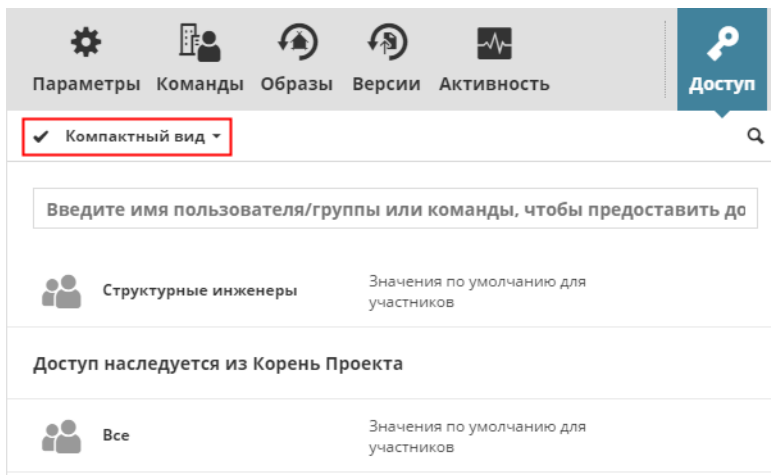 Параметры Команды Образы Версии Активность Доступ
Компактный вид
Введите имя пользователя/группы или команды, чтобы предоставить до
Структурные инженеры Значения по умолчанию для
участников
Доступ наследуется из Корень Проекта
Все Значения по умолчанию для
участников